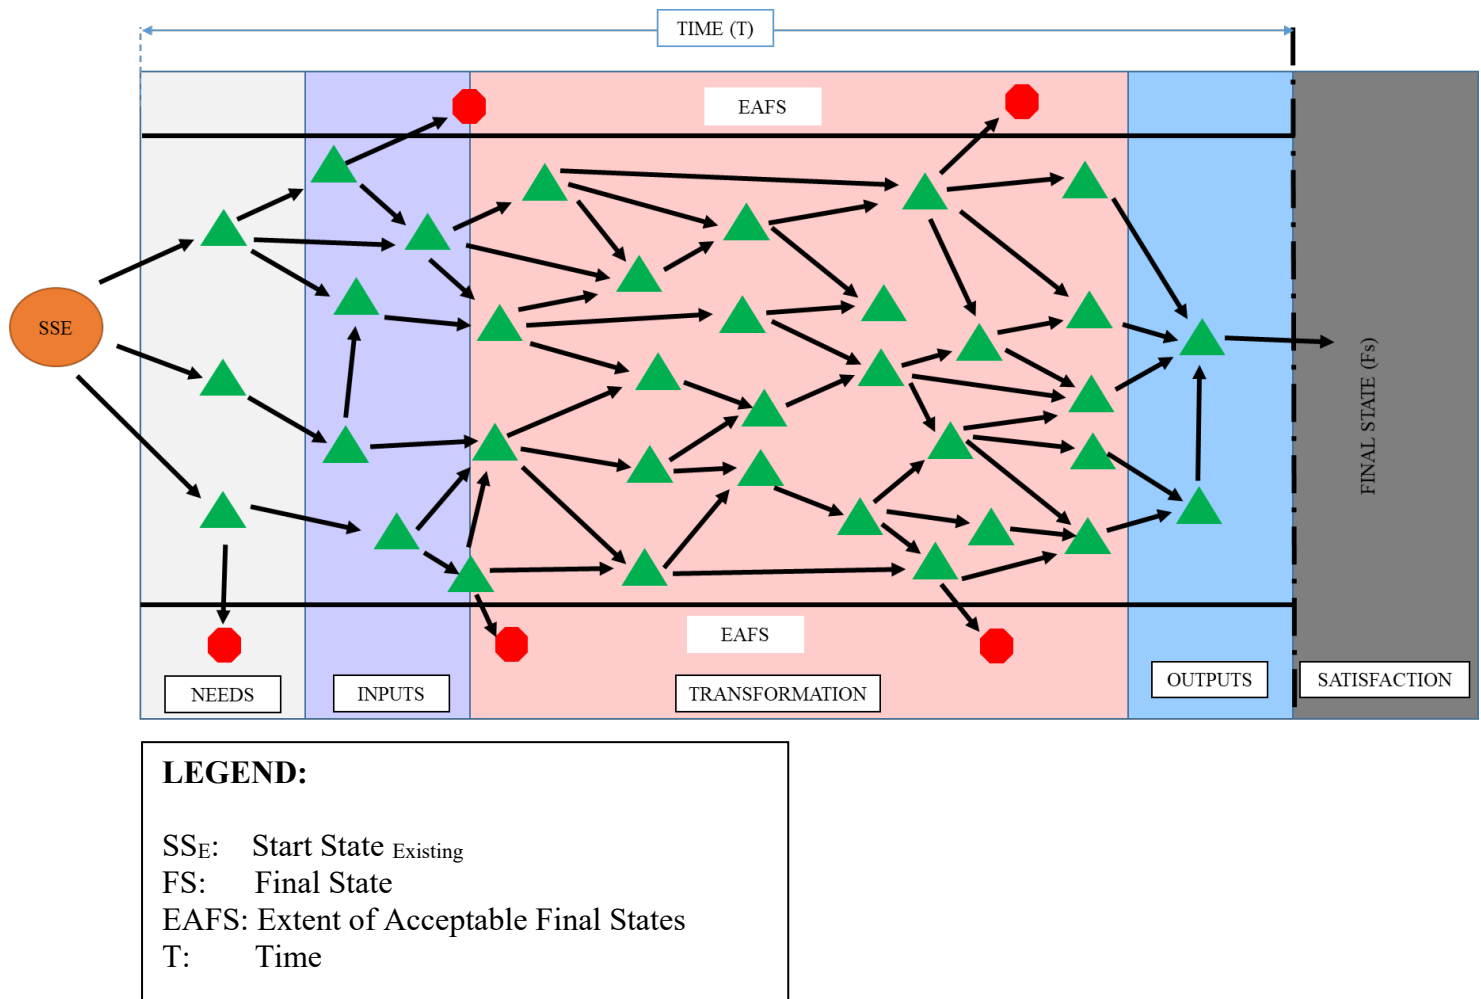 TIME (T)
EAFS
SSE
FINAL STATE (Fs)
EAFS
NEEDS
INPUTS
TRANSFORMATION
OUTPUTS
SATISFACTION
LEGEND:
SSE: Start State Existing
FS: Final State
EAFS: Extent of Acceptable Final States
T: Time